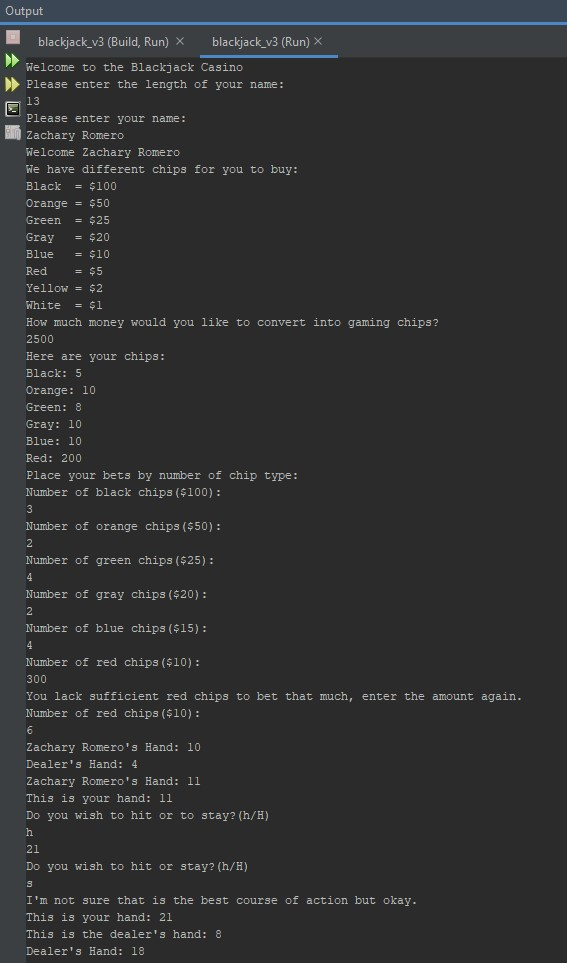 Output
blackjack_v3 (Build, Run) × blackjack_v3 (Run) ×
Welcome to the Blackjack Casino
Please enter the length of your name:
13
Please enter your name:
Zachary Romero
Welcome Zachary Romero
We have different chips for you to buy:
Black  = $100
Orange = $50
Green  = $25
Gray   = $20
Blue   = $10
Red    = $5
Yellow = $2
White  = $1
How much money would you like to convert into gaming chips?
2500
Here are your chips:
Black: 5
Orange: 10
Green: 8
Gray: 10
Blue: 10
Red: 200
Place your bets by number of chip type:
Number of black chips($100):
3
Number of orange chips($50):
2
Number of green chips($25):
4
Number of gray chips($20):
2
Number of blue chips($15):
4
Number of red chips($10):
300
You lack sufficient red chips to bet that much, enter the amount again.
Number of red chips($10):
6
Zachary Romero's Hand: 10
Dealer's Hand: 4
Zachary Romero's Hand: 11
This is your hand: 11
Do you wish to hit or to stay?(h/H)
h
21
Do you wish to hit or stay?(h/H)
s
I'm not sure that is the best course of action but okay.
This is your hand: 21
This is the dealer's hand: 8
Dealer's Hand: 18